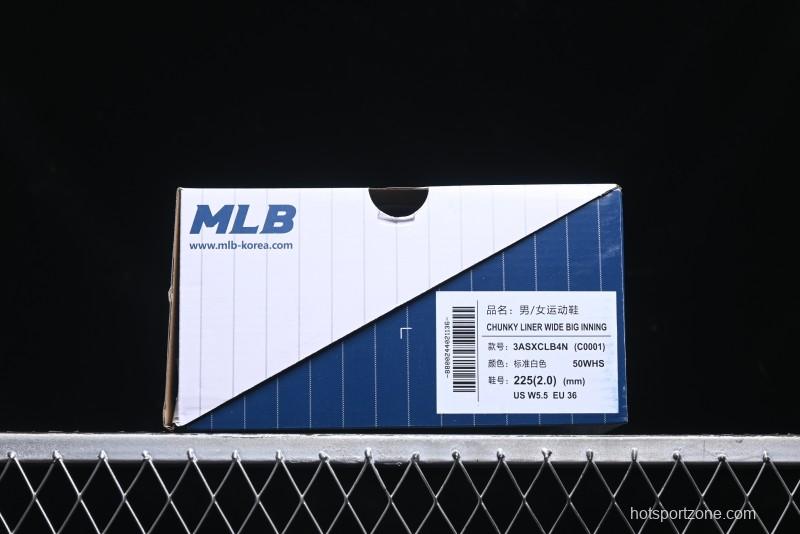 MLB
www.mlb-korea.com
品名：男/女运动鞋
CHUNKY LINER WIDE BIG INNING
款号：3ASXCLB4N (C0001)
颜色：标准白色 50WHS
鞋号：225(2.0) (mm)
US W5.5 EU 36
hotsportzone.com